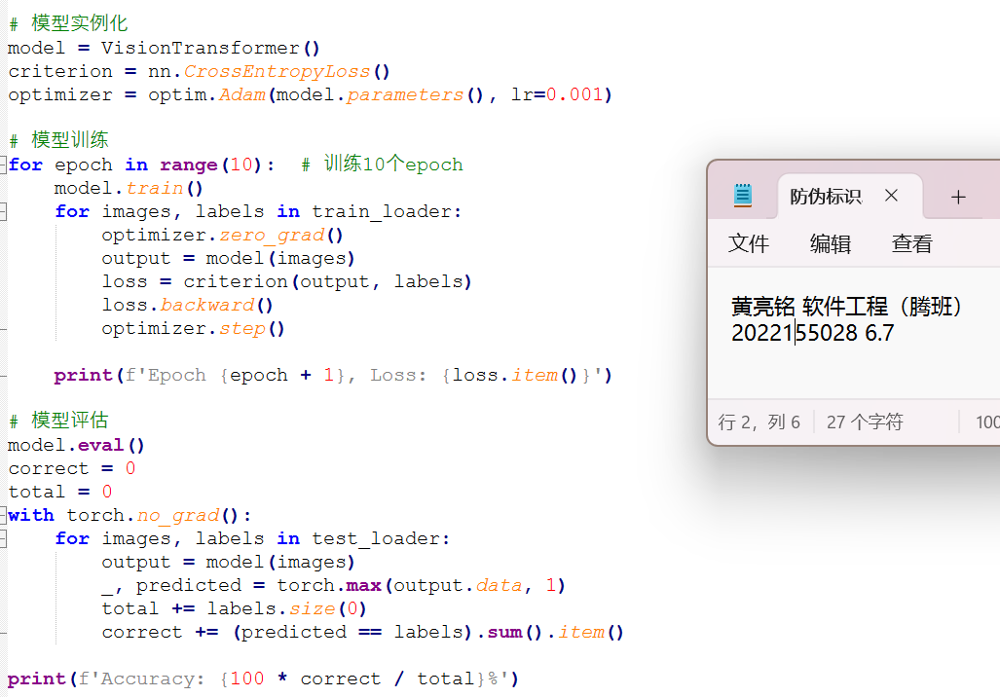 # 模型实例化
model = VisionTransformer()
criterion = nn.CrossEntropyLoss()
optimizer = optim.Adam(model.parameters(), lr=0.001)
# 模型训练
for epoch in range(10):  # 训练10个epoch
    model.train()
    for images, labels in train_loader:
        optimizer.zero_grad()
        output = model(images)
        loss = criterion(output, labels)
        loss.backward()
        optimizer.step()
    print(f'Epoch {epoch + 1}, Loss: {loss.item()}')
# 模型评估
model.eval()
correct = 0
total = 0
with torch.no_grad():
    for images, labels in test_loader:
        output = model(images)
        _, predicted = torch.max(output.data, 1)
        total += labels.size(0)
        correct += (predicted == labels).sum().item()
print(f'Accuracy: {100 * correct / total}%')
防伪标识
文件 编辑 查看
黄亮铭 软件工程（腾班）
2022155028 6.7
行 2，列 6 27 个字符 100